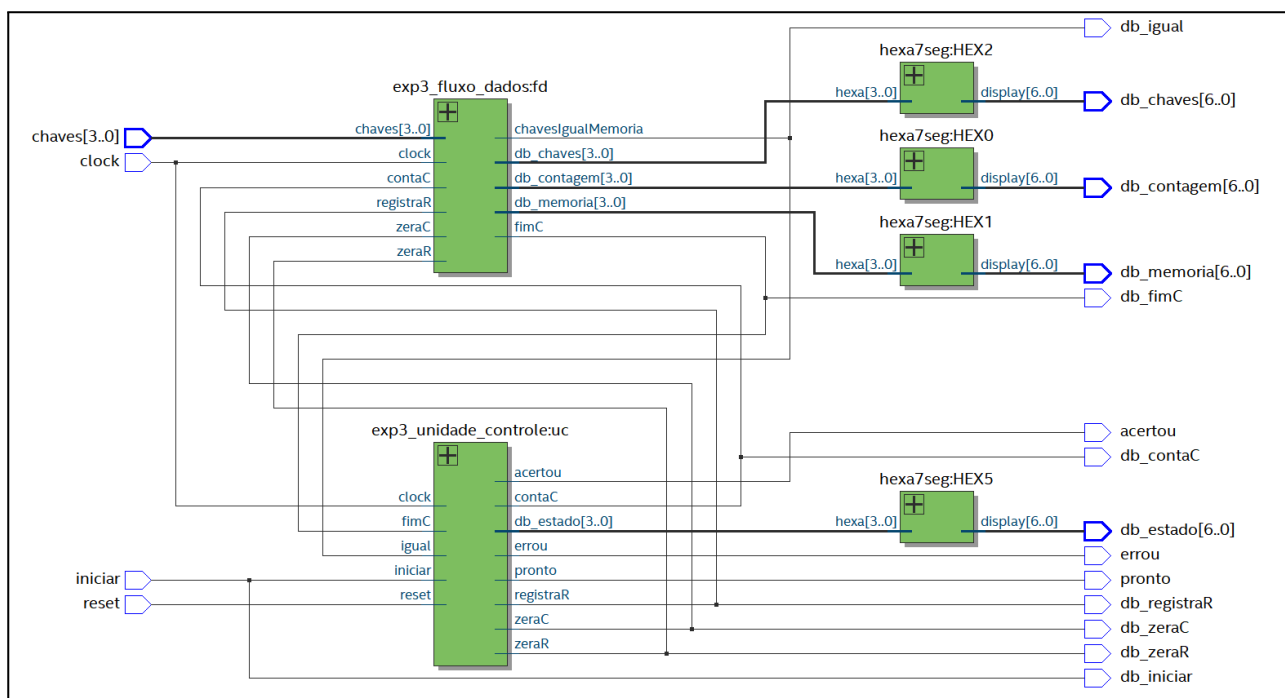 db_igual
hexa7seg:HEX2
exp3_fluxo_dados:fd
hexa[3..0] display[6..0] db_chaves[6..0]
chaves[3..0] chaves[3..0] chavesIgualMemoria
hexa7seg:HEX0
clock clock db_chaves[3..0]
contaC db_contagem[3..0] hexa[3..0] display[6..0] db_contagem[6..0]
registraR db_memoria[3..0]
hexa7seg:HEX1
zeraC fimC
zeraR
hexa[3..0] display[6..0] db_memoria[6..0]
db_fimC
exp3_unidade_controle:uc
acertou
db_contaC
acertou
hexa7seg:HEX5
clock contaC
fimC db_estado[3..0] hexa[3..0] display[6..0] db_estado[6..0]
igual errou errou
iniciar iniciar pronto pronto
reset reset registraR db_registraR
zeraC db_zeraC
zeraR db_zeraR
db_iniciar